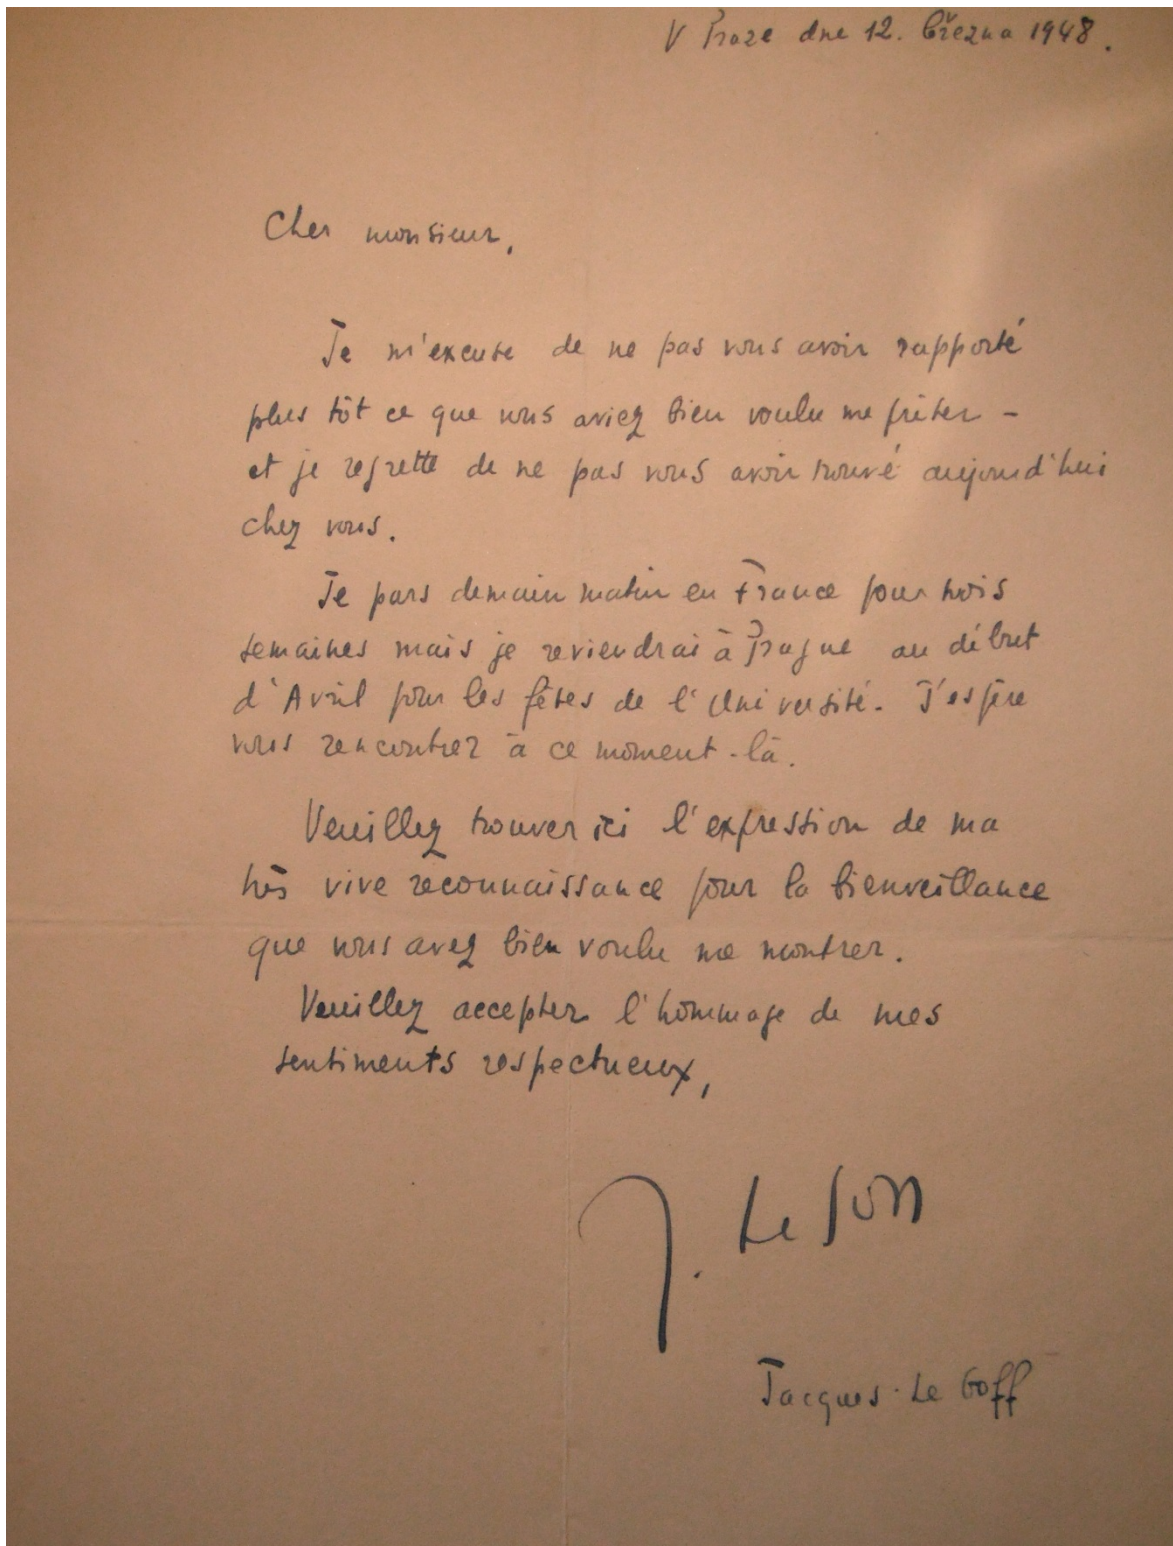 V Praze dne 12. března 1948.
Cher monsieur,
Je m'excuse de ne pas vous avoir rapporté
plus tôt ce que vous aviez bien voulu me prêter -
et je regrette de ne pas vous avoir trouvé aujourd'hui
chez vous.
Je pars demain matin en France pour trois
semaines mais je reviendrai à Prague au début
d'Avril pour les fêtes de l'Université. J'espère
vous rencontrer à ce moment-là.
Veuillez trouver ici l'expression de ma
très vive reconnaissance pour la bienveillance
que vous avez bien voulu me montrer.
Veuillez accepter l'hommage de mes
sentiments respectueux,
J. Le Goff
Jacques Le Goff